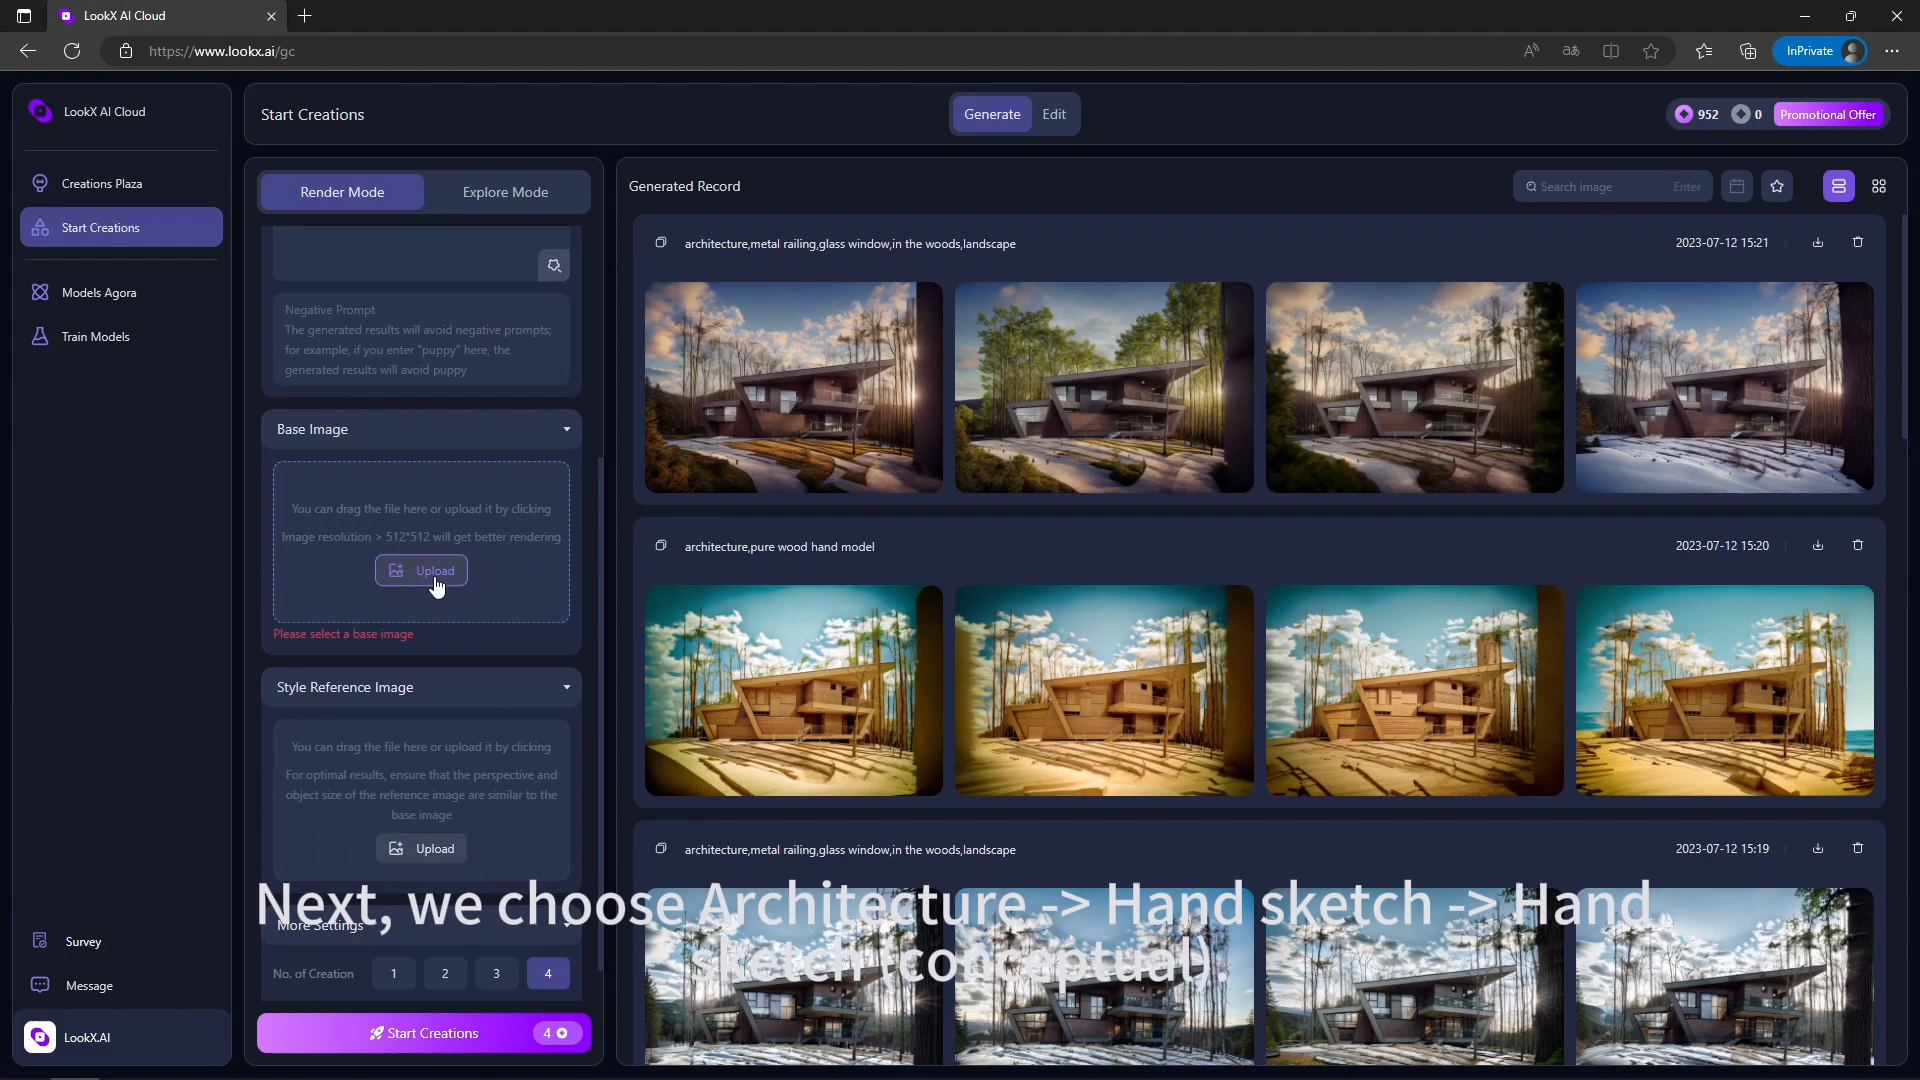 LookX AI Cloud
https://www.lookx.ai/gc
InPrivate
LookX AI Cloud
Start Creations
Generate
Edit
952
0
Promotional Offer
Creations Plaza
Start Creations
Models Agora
Train Models
Render Mode
Explore Mode
Negative Prompt
The generated results will avoid negative prompts;
for example, if you enter "puppy" here, the
generated results will avoid puppy
Base Image
You can drag the file here or upload it by clicking
Image resolution > 512*512 will get better rendering
Upload
Please select a base image
Style Reference Image
You can drag the file here or upload it by clicking
For optimal results, ensure that the perspective and
object size of the reference image are similar to the
base image
Upload
More Settings
No. of Creation
1
2
3
4
Start Creations
4
Generated Record
Search image
Enter
architecture,metal railing,glass window,in the woods,landscape
2023-07-12 15:21
architecture,pure wood hand model
2023-07-12 15:20
architecture,metal railing,glass window,in the woods,landscape
2023-07-12 15:19
Next, we choose Architecture -> Hand sketch -> Hand
sketch (conceptual).
Survey
Message
LookX.AI